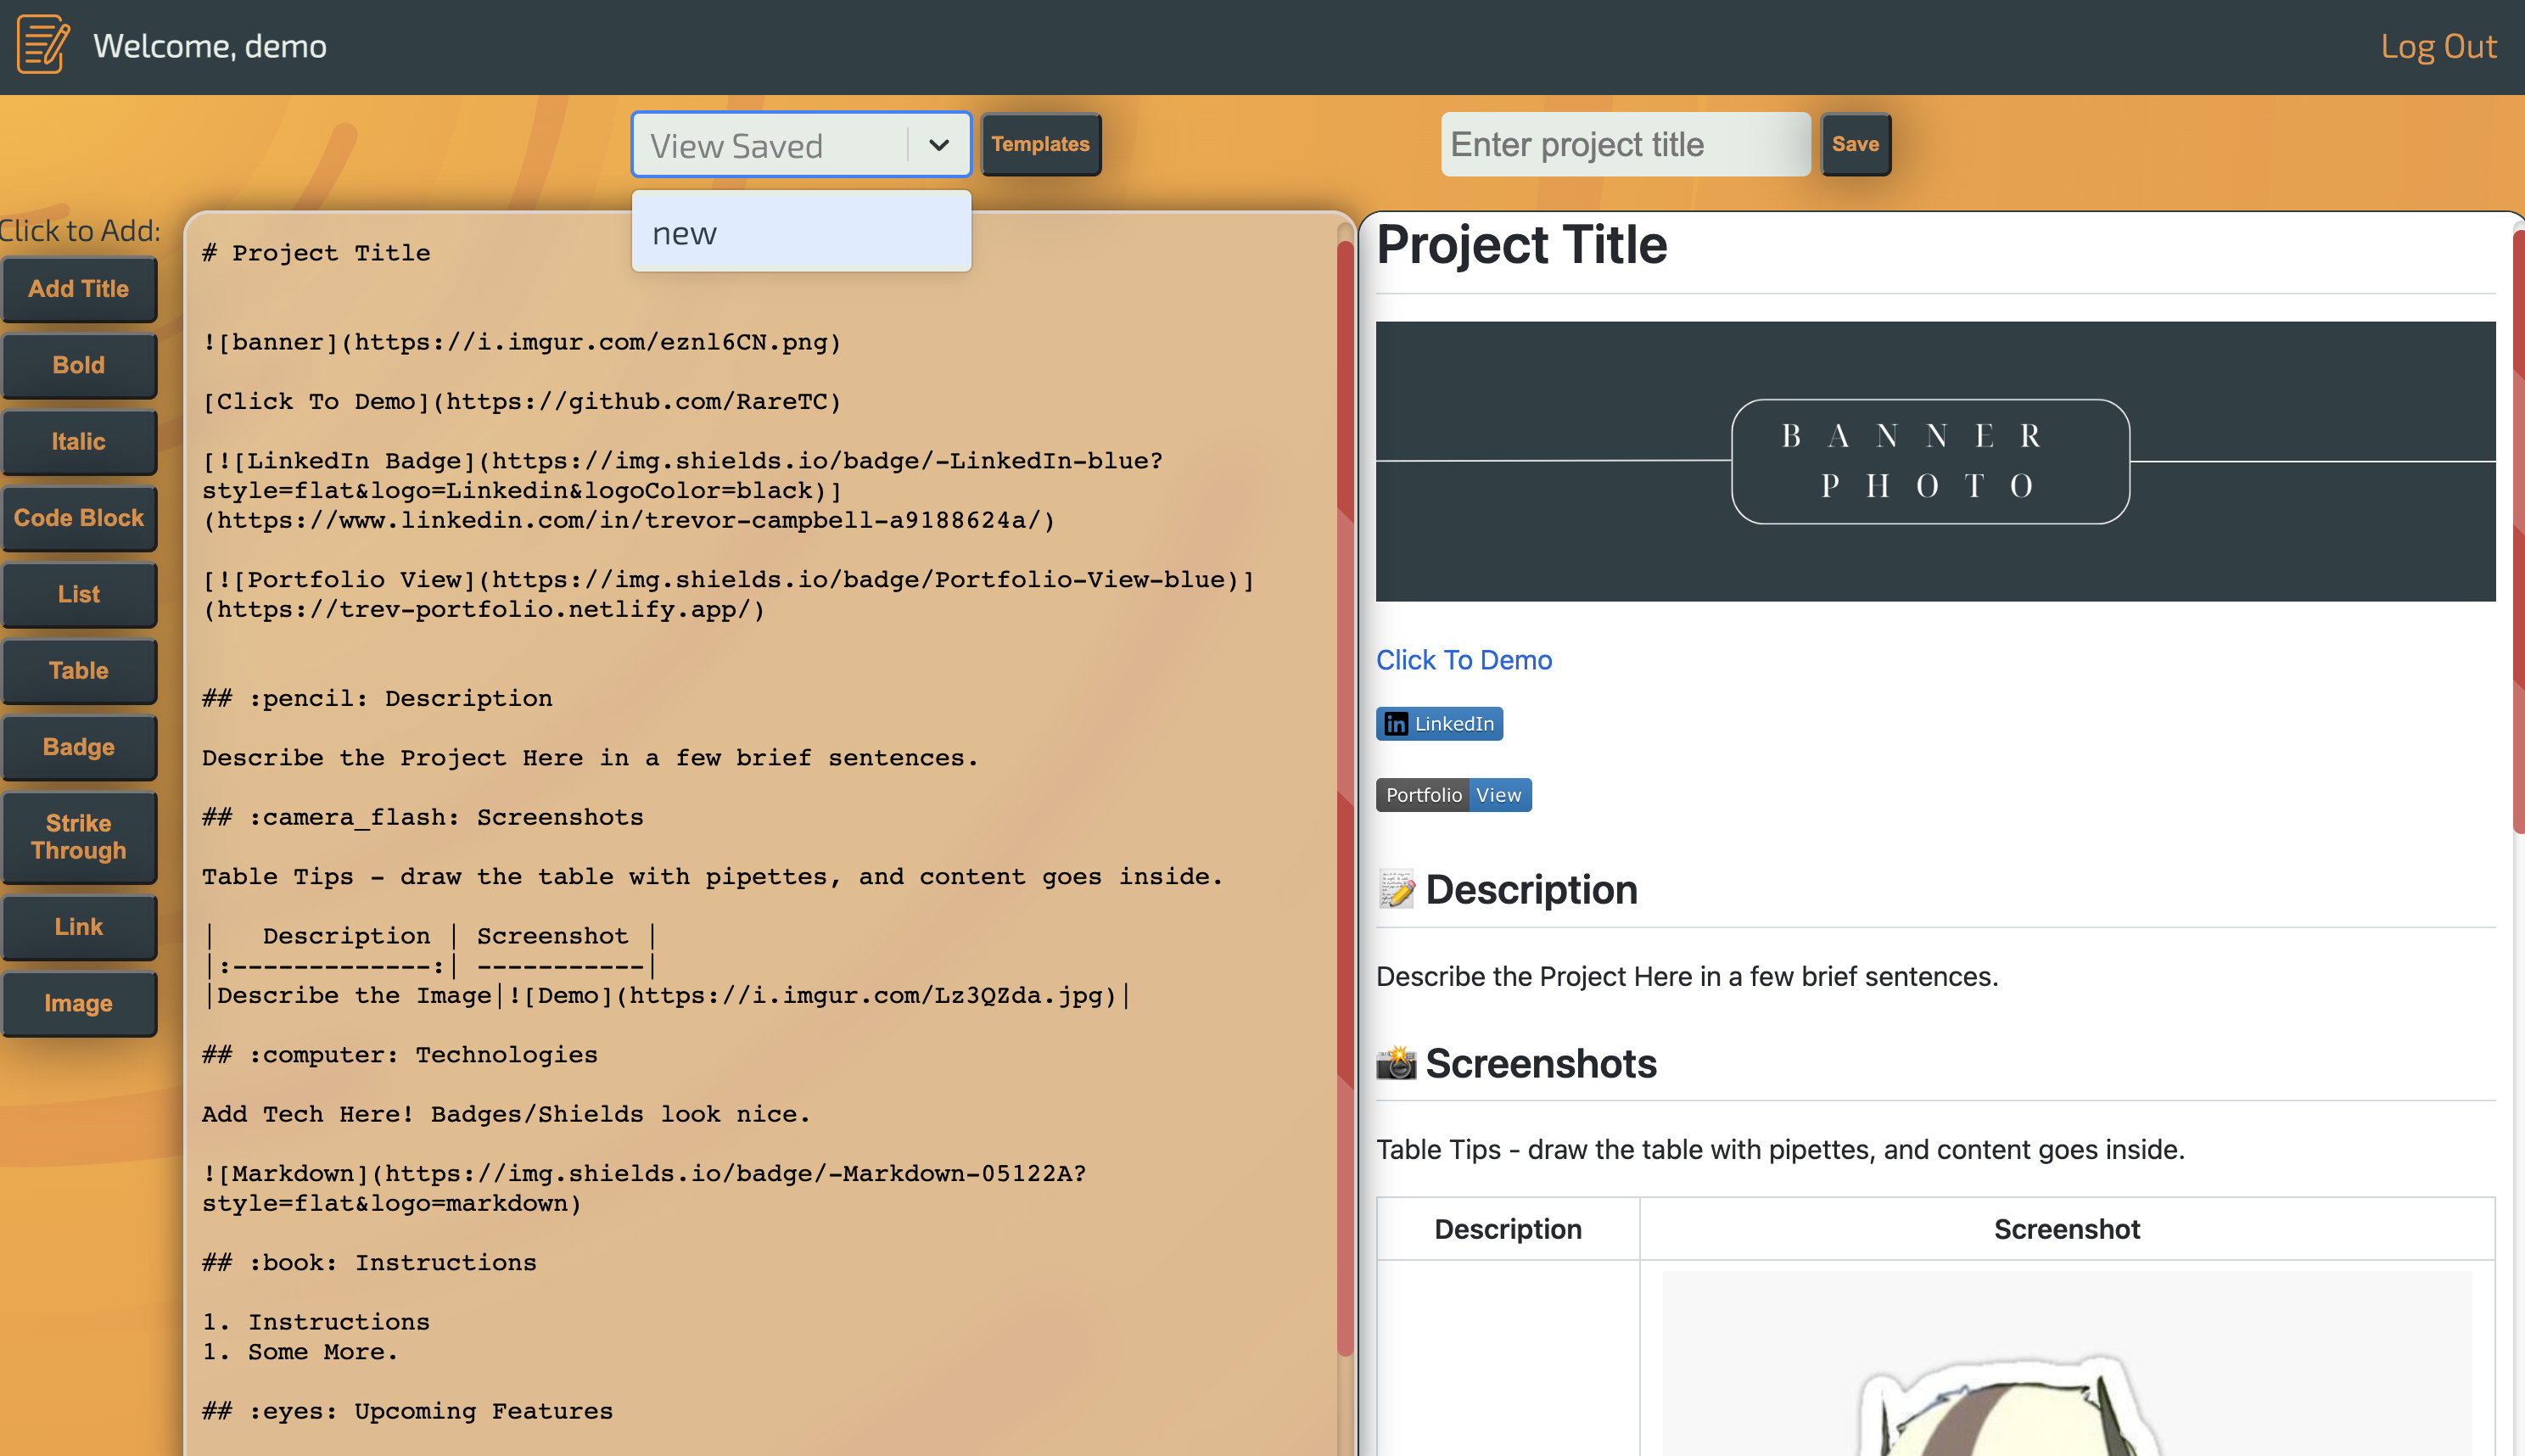 Welcome, demo
Log Out
View Saved
Templates
Enter project title
Save
new
Click to Add:
Add Title
Bold
Italic
Code Block
List
Table
Badge
Strike
Through
Link
Image
# Project Title
![banner](https://i.imgur.com/eznl6CN.png)
[Click To Demo](https://github.com/RareTC)
[![LinkedIn Badge](https://img.shields.io/badge/-LinkedIn-blue?
style=flat&logo=Linkedin&logoColor=black)]
(https://www.linkedin.com/in/trevor-campbell-a9188624a/)
[![Portfolio View](https://img.shields.io/badge/Portfolio-View-blue)]
(https://trev-portfolio.netlify.app/)
## :pencil: Description
Describe the Project Here in a few brief sentences.
## :camera_flash: Screenshots
Table Tips - draw the table with pipettes, and content goes inside.
|   Description | Screenshot |
|:-------------:| -----------|
|Describe the Image|![Demo](https://i.imgur.com/Lz3QZda.jpg)|
## :computer: Technologies
Add Tech Here! Badges/Shields look nice.
![Markdown](https://img.shields.io/badge/-Markdown-05122A?
style=flat&logo=markdown)
## :book: Instructions
1. Instructions
1. Some More.
## :eyes: Upcoming Features
Project Title
BANNER
PHOTO
Click To Demo
in LinkedIn
Portfolio View
Description
Describe the Project Here in a few brief sentences.
Screenshots
Table Tips - draw the table with pipettes, and content goes inside.
Description Screenshot